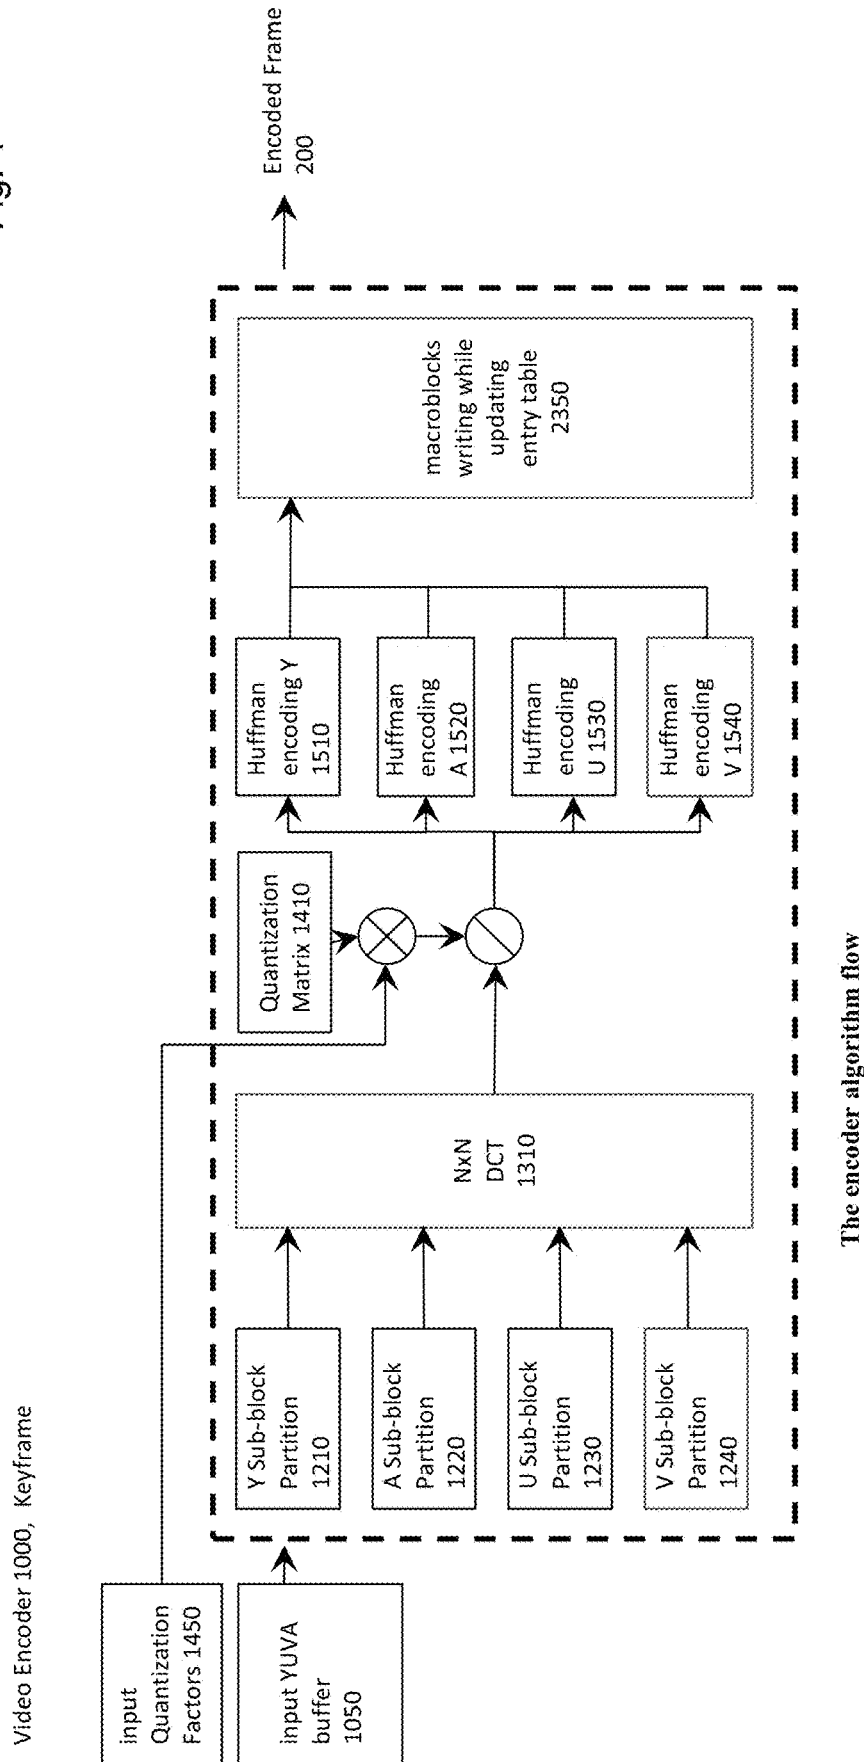 Video Encoder 1000, Keyframe
input
Quantization
Factors 1450
input YUVA
buffer
1050
Y Sub-block
Partition
1210
A Sub-block
Partition
1220
U Sub-block
Partition
1230
V Sub-block
Partition
1240
NxN
DCT
1310
Quantization
Matrix 1410
Huffman
encoding Y
1510
Huffman
encoding
A 1520
Huffman
encoding
U 1530
Huffman
encoding
V 1540
macroblocks
writing while
updating
entry table
2350
Encoded Frame
200
The encoder algorithm flow